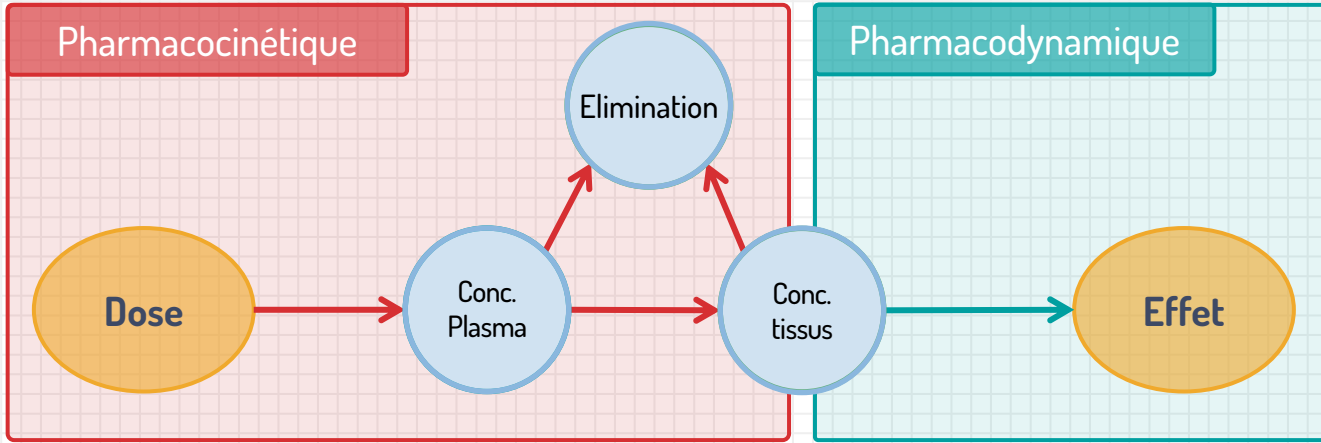 Pharmacocinétique
Pharmacodynamique
Elimination
Dose
Conc.
Plasma
Conc.
tissus
Effet